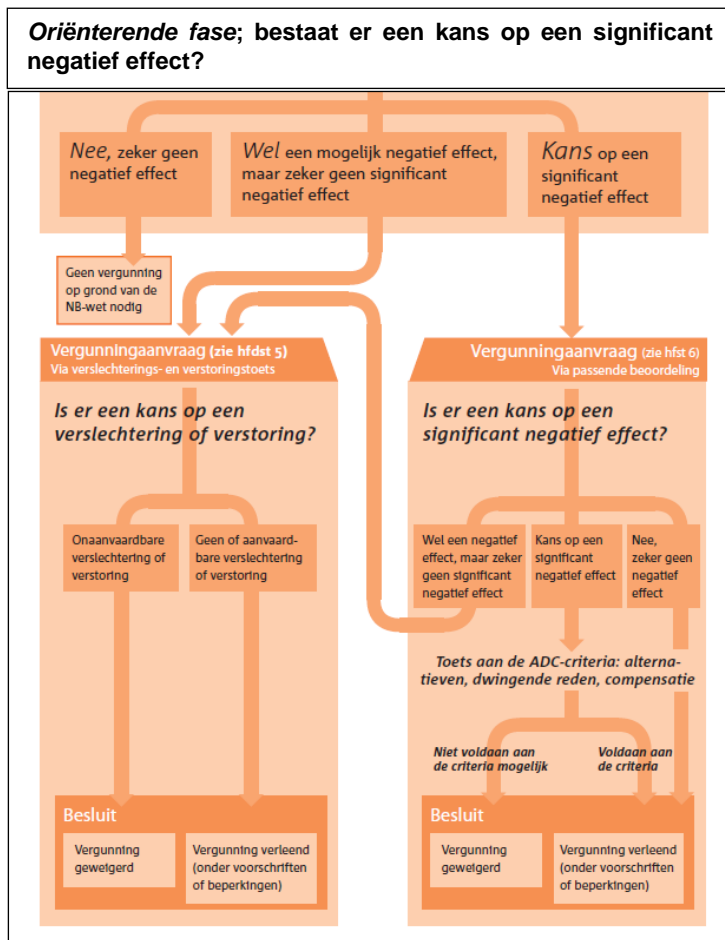 Oriënterende fase; bestaat er een kans op een significant
negatief effect?
Nee, zeker geen
negatief effect
Wel een mogelijk negatief effect,
maar zeker geen significant
negatief effect
Kans op een
significant
negatief effect
Geen vergunning
op grond van de
NB-wet nodig
Vergunningaanvraag (zie hfdst 5)
Via verslechterings- en verstoringstoets
Is er een kans op een
verslechtering of verstoring?
Onaanvaardbare
verslechtering of
verstoring
Geen of aanvaard-
bare verslechtering
of verstoring
Besluit
Vergunning
geweigerd
Vergunning verleend
(onder voorschriften
of beperkingen)
Vergunningaanvraag (zie hfst 6)
Via passende beoordeling
Is er een kans op een
significant negatief effect?
Wel een negatief
effect, maar zeker
geen significant
negatief effect
Kans op een
significant
negatief effect
Nee,
zeker geen
negatief
effect
Toets aan de ADC-criteria: alterna-
tieven, dwingende reden, compensatie
Niet voldaan aan
de criteria mogelijk
Voldaan aan
de criteria
Besluit
Vergunning
geweigerd
Vergunning verleend
(onder voorschriften
of beperkingen)